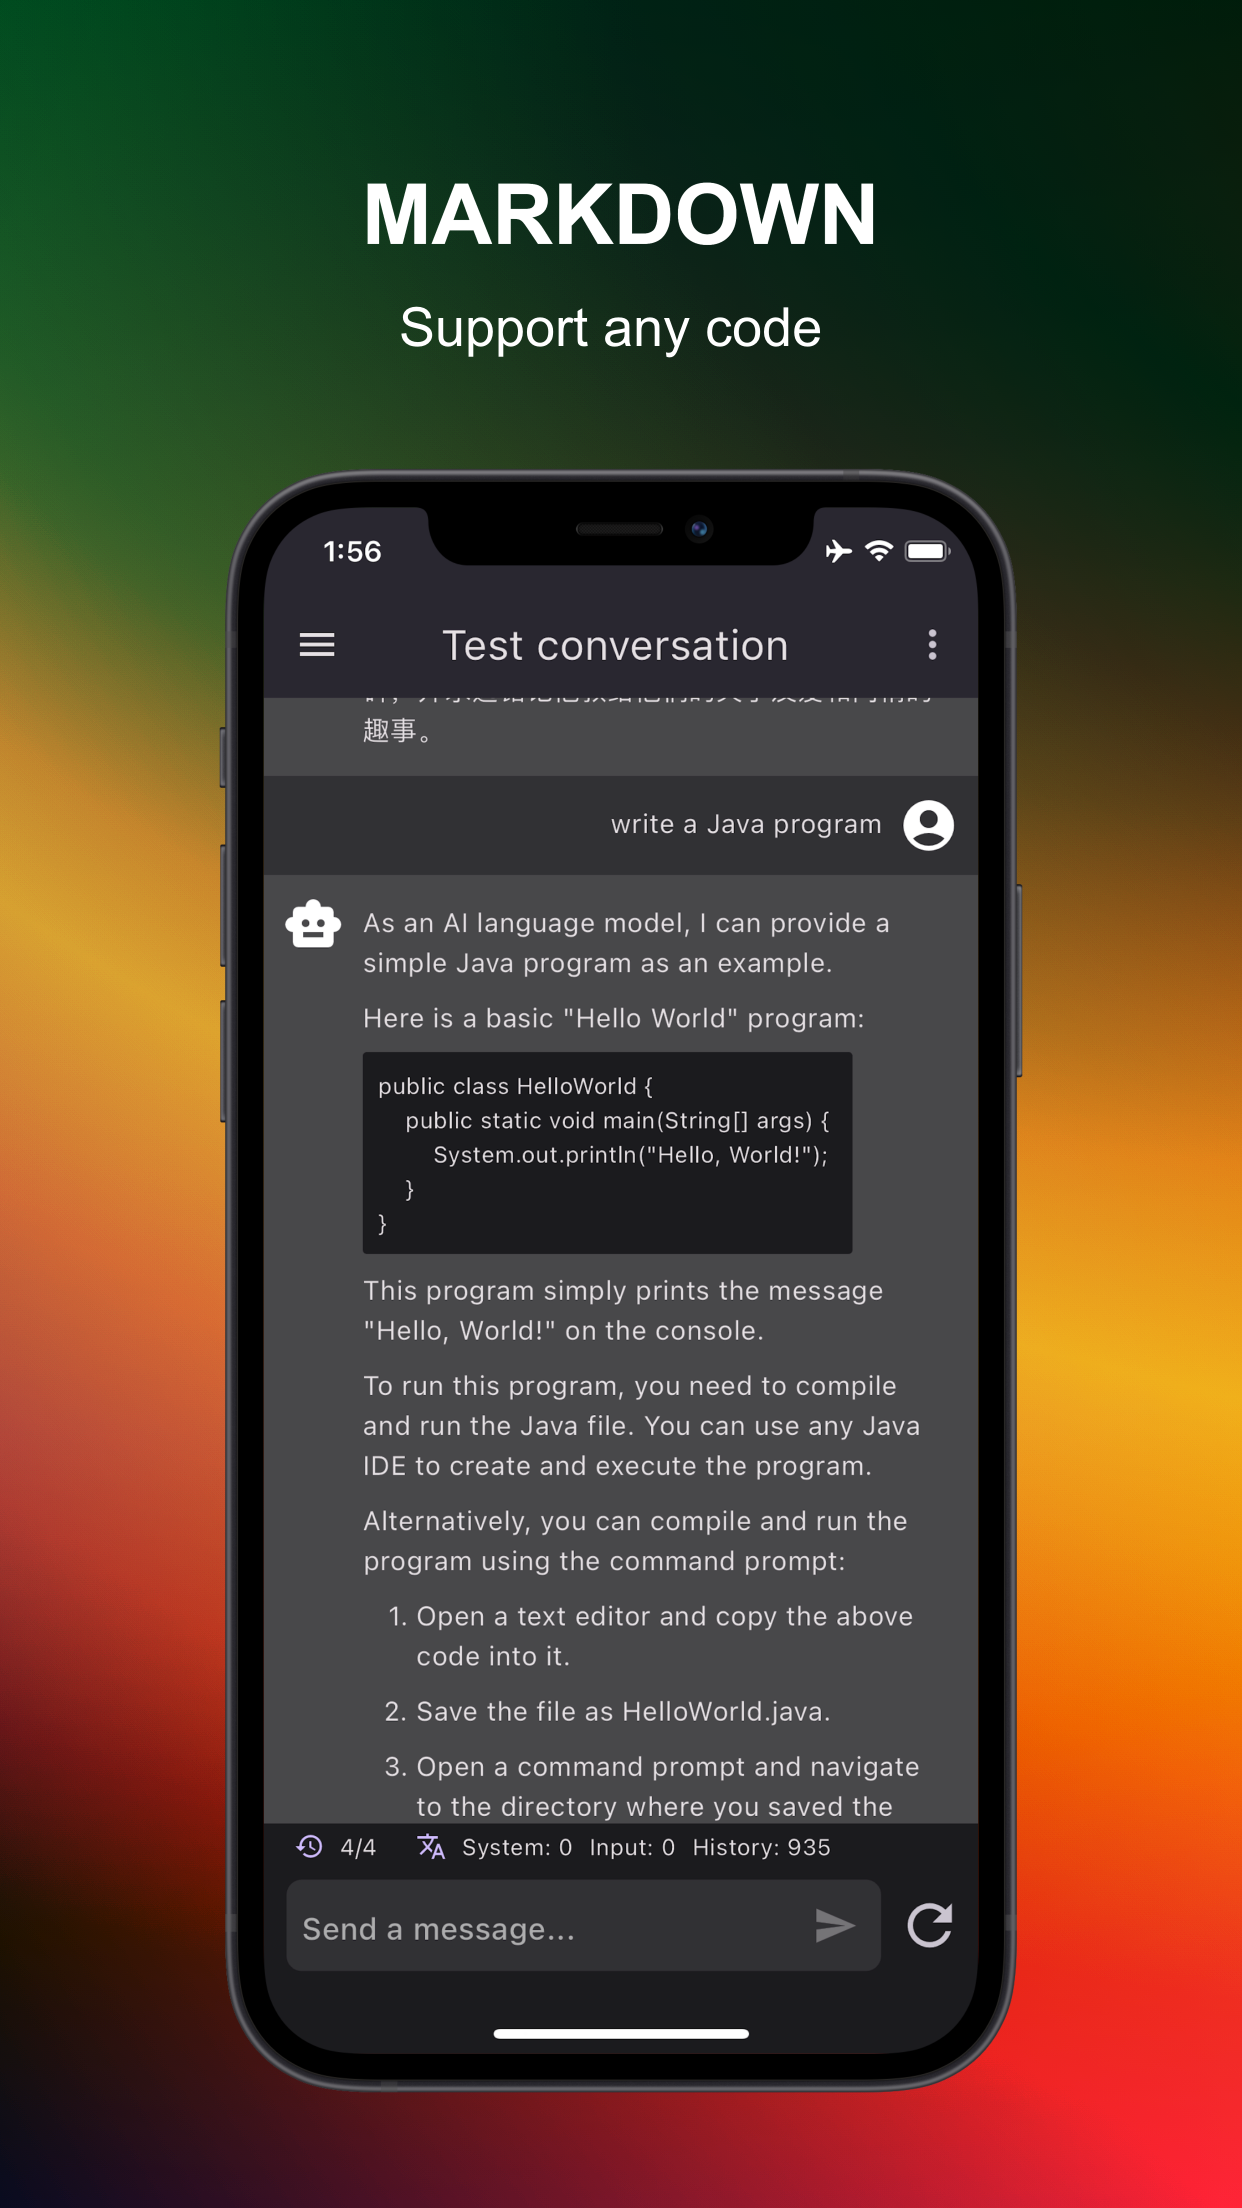 MARKDOWN
Support any code
1:56
Test conversation
趣事。
write a Java program
As an AI language model, I can provide a
simple Java program as an example.
Here is a basic "Hello World" program:
public class HelloWorld {
    public static void main(String[] args) {
        System.out.println("Hello, World!");
    }
}
This program simply prints the message
"Hello, World!" on the console.
To run this program, you need to compile
and run the Java file. You can use any Java
IDE to create and execute the program.
Alternatively, you can compile and run the
program using the command prompt:
1. Open a text editor and copy the above
code into it.
2. Save the file as HelloWorld.java.
3. Open a command prompt and navigate
to the directory where you saved the
4/4 System: 0 Input: 0 History: 935
Send a message...